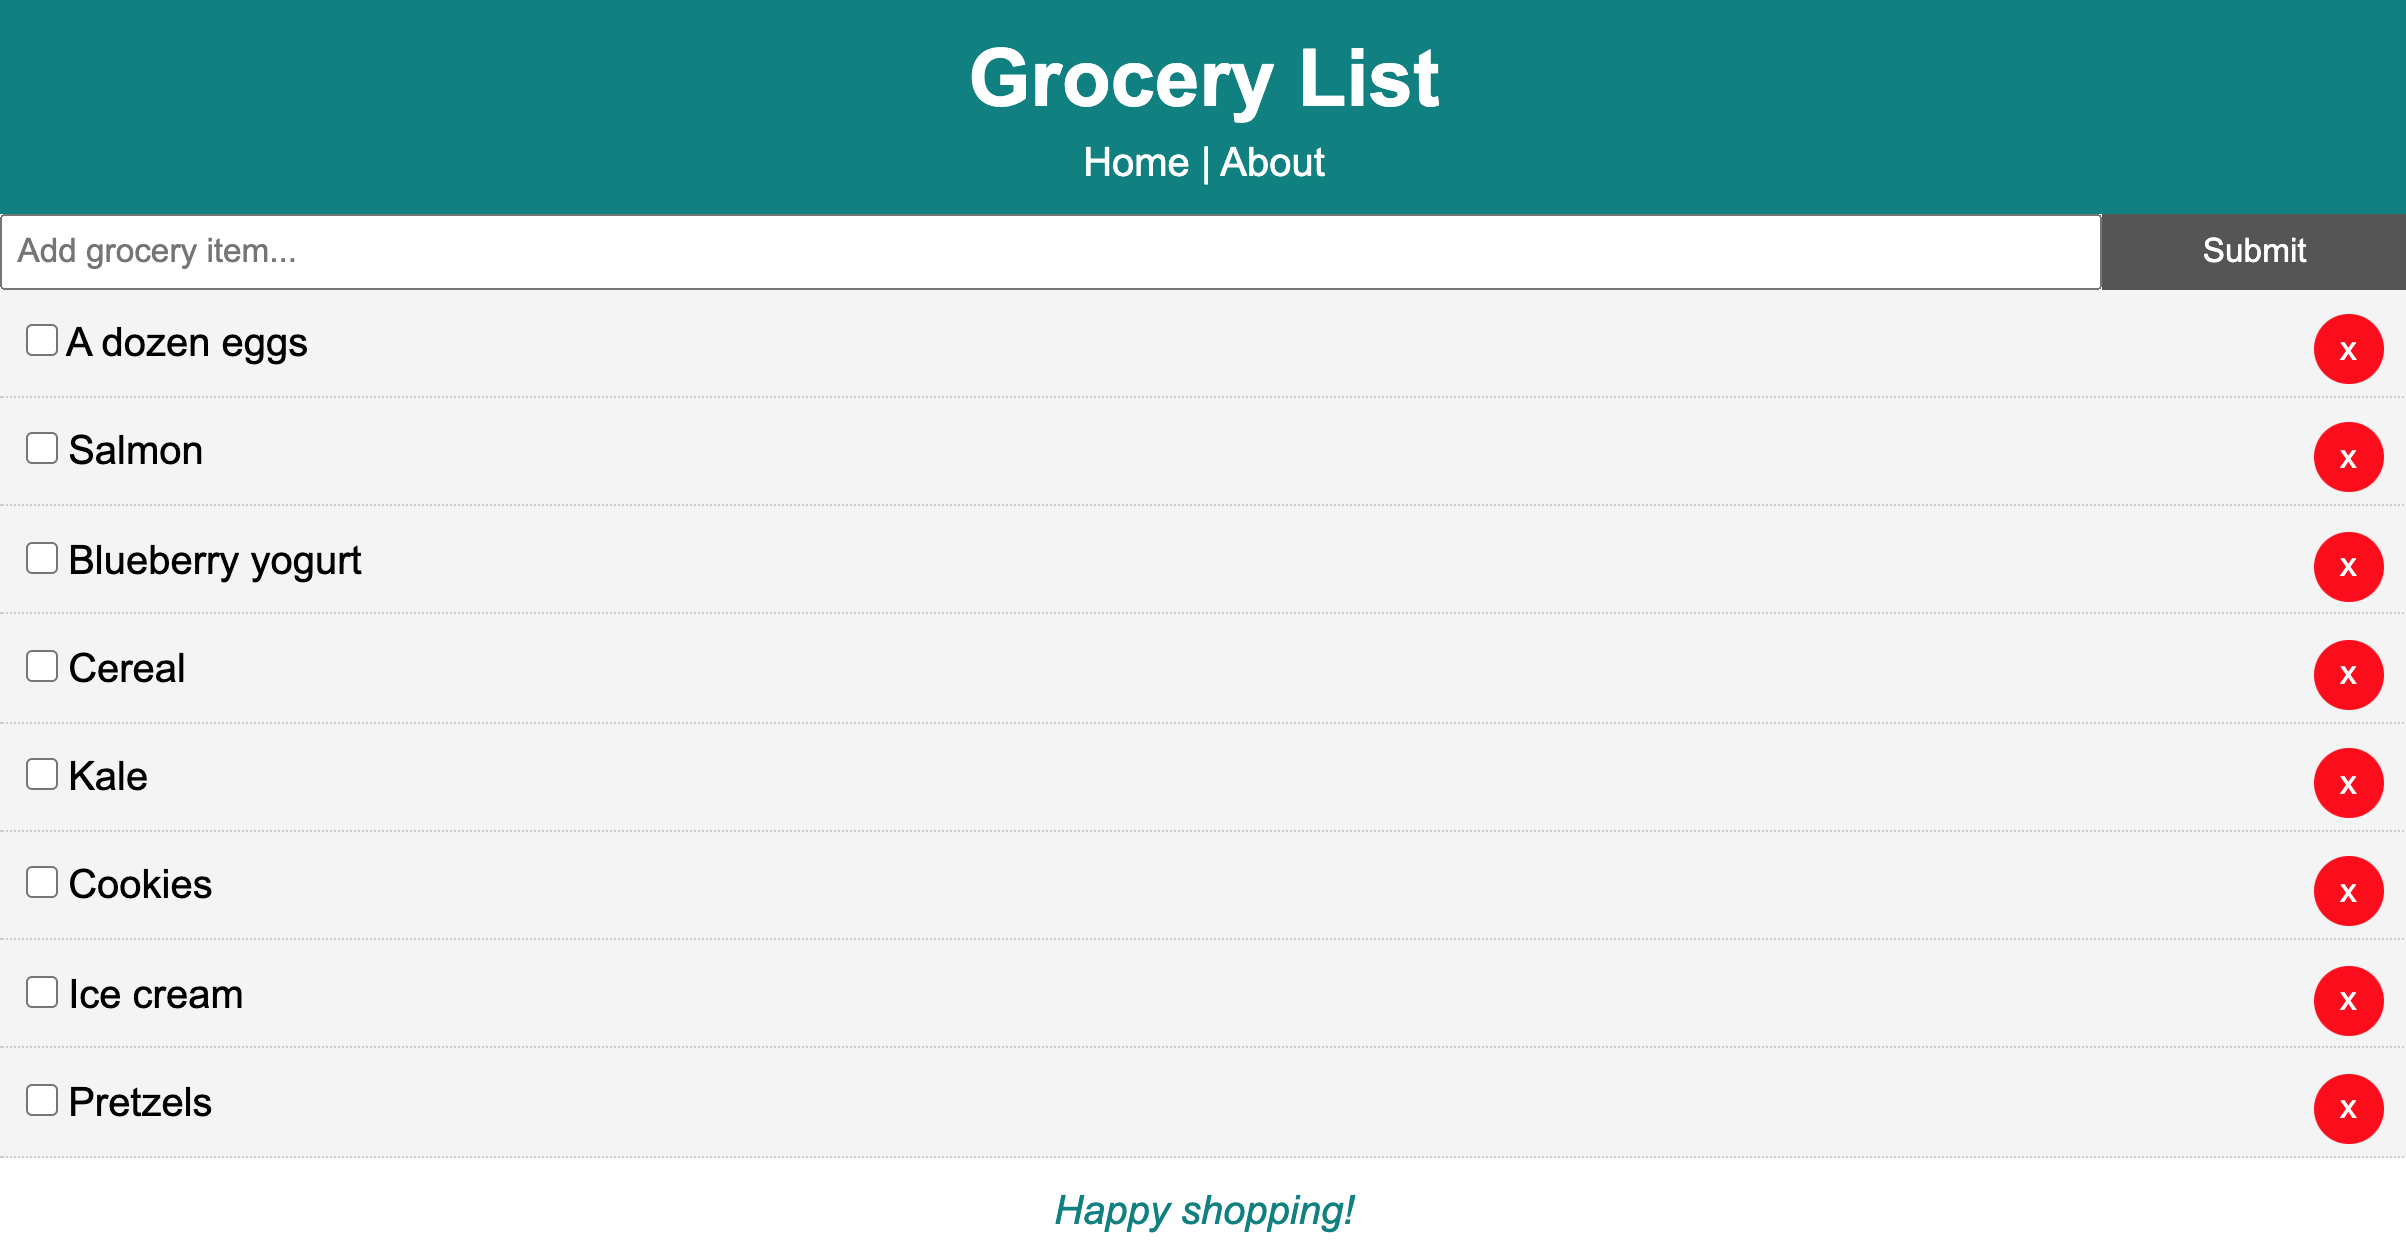 Grocery List
Home | About
Add grocery item...
Submit
A dozen eggs
x
Salmon
x
Blueberry yogurt
x
Cereal
x
Kale
x
Cookies
x
Ice cream
x
Pretzels
x
Happy shopping!